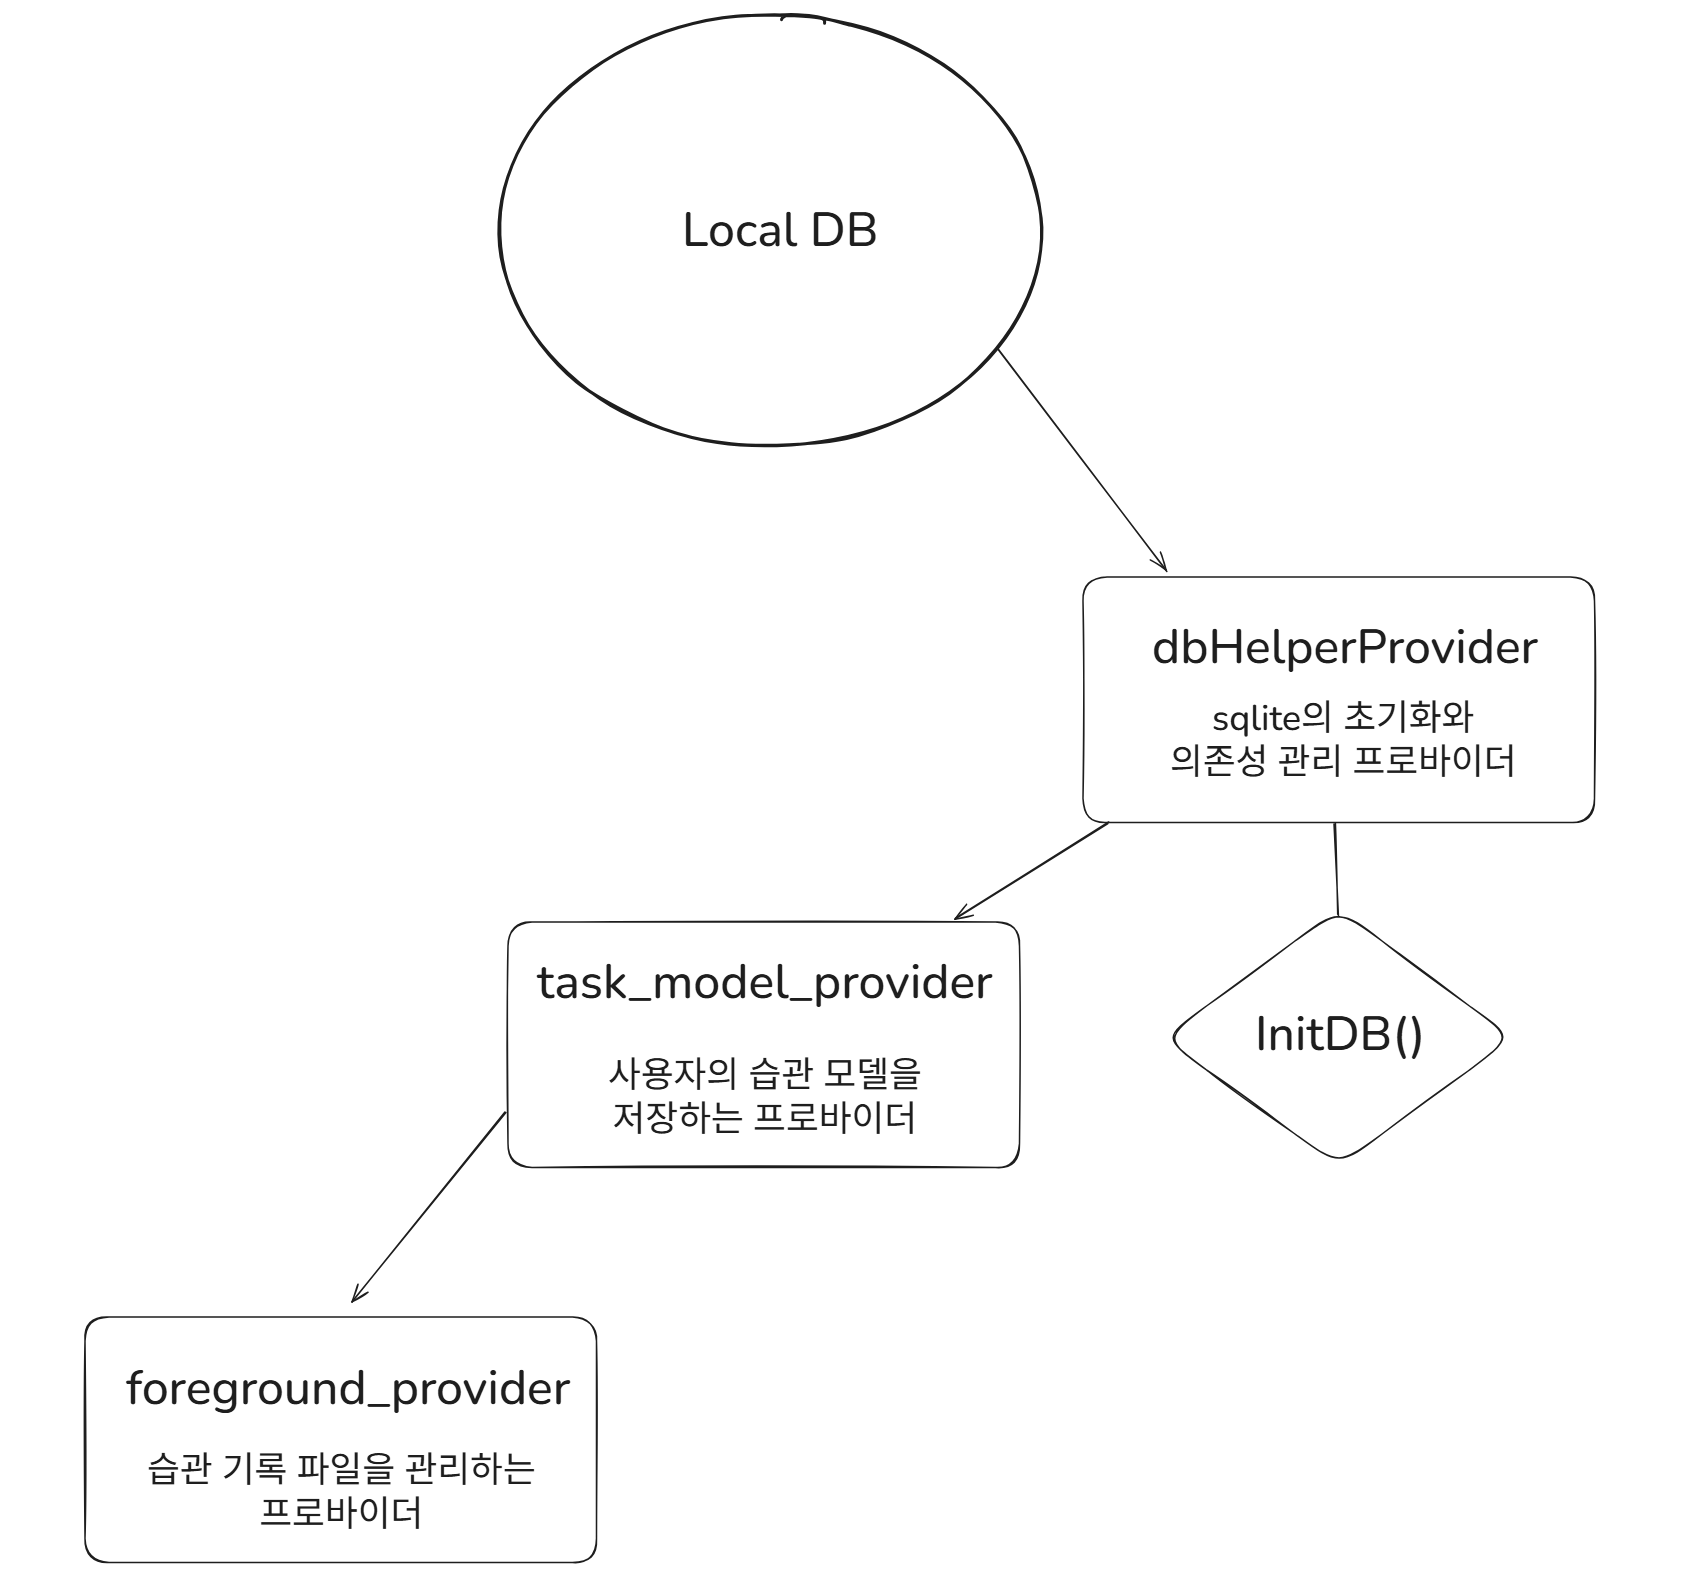 Local DB
dbHelperProvider
sqlite의 초기화와
의존성 관리 프로바이더
task_model_provider
사용자의 습관 모델을
저장하는 프로바이더
InitDB()
foreground_provider
습관 기록 파일을 관리하는
프로바이더